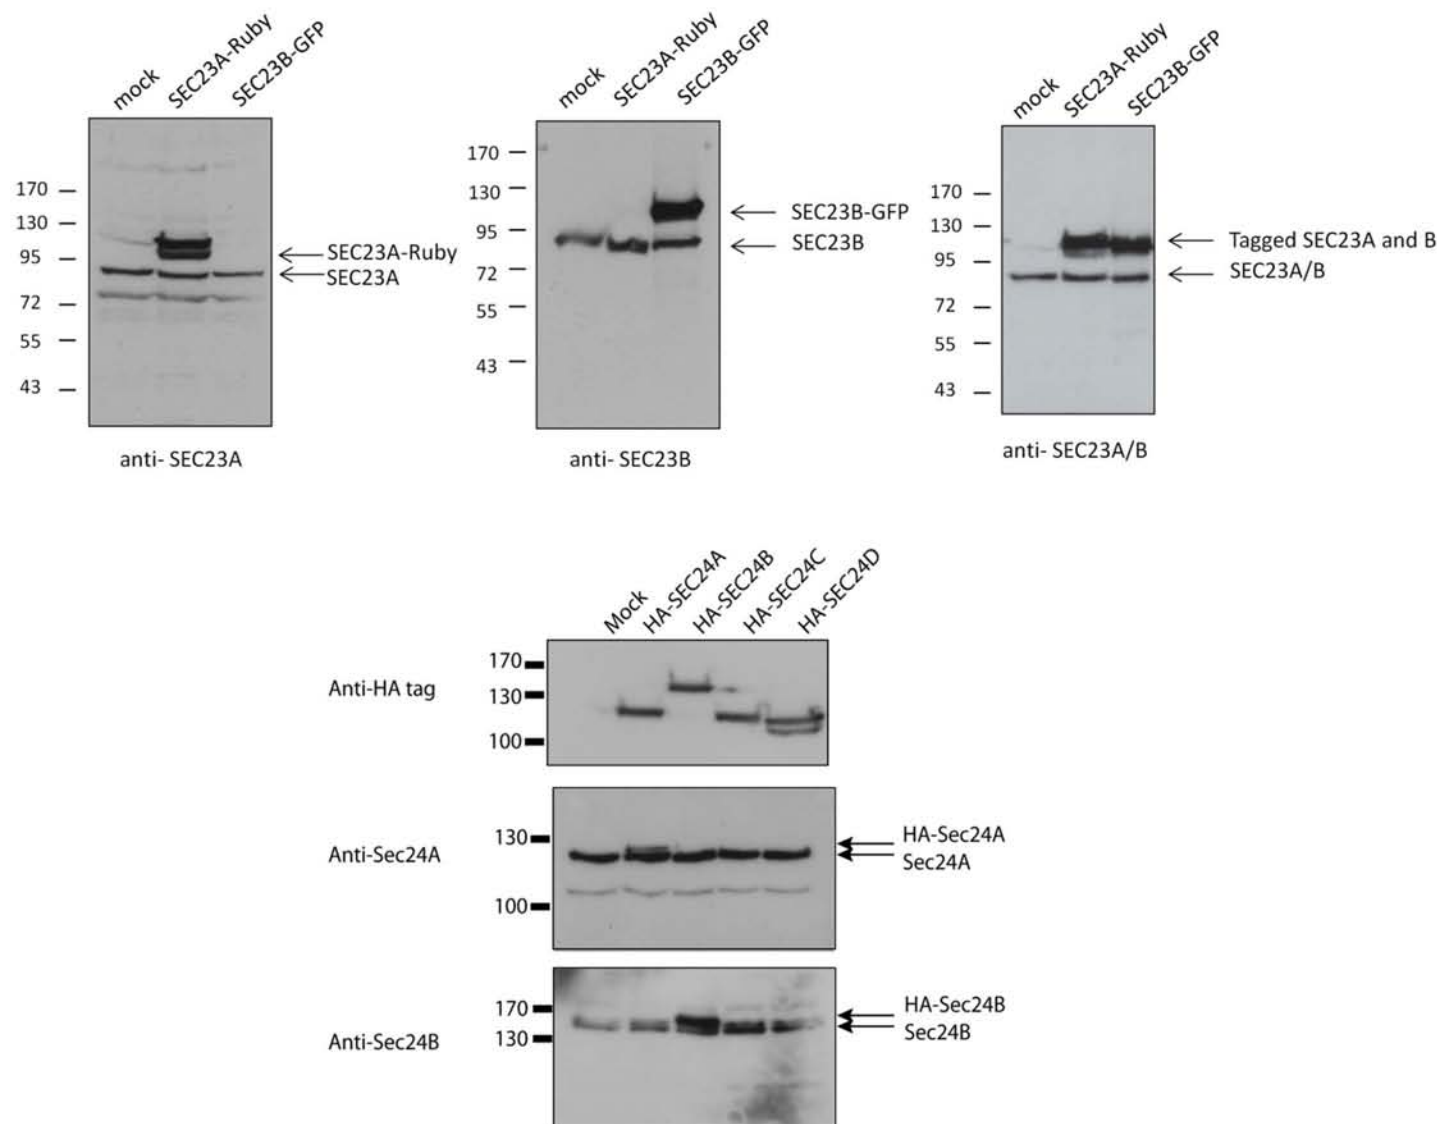 mock
SEC23A-Ruby
SEC23B-GFP
170
130
95
72
55
43
SEC23A-Ruby
SEC23A
anti- SEC23A
mock
SEC23A-Ruby
SEC23B-GFP
170
130
95
72
55
43
SEC23B-GFP
SEC23B
anti- SEC23B
mock
SEC23A-Ruby
SEC23B-GFP
170
130
95
72
55
43
Tagged SEC23A and B
SEC23A/B
anti- SEC23A/B
Mock
HA-SEC24A
HA-SEC24B
HA-SEC24C
HA-SEC24D
Anti-HA tag
170
130
100
Anti-Sec24A
130
100
HA-Sec24A
Sec24A
Anti-Sec24B
170
130
HA-Sec24B
Sec24B